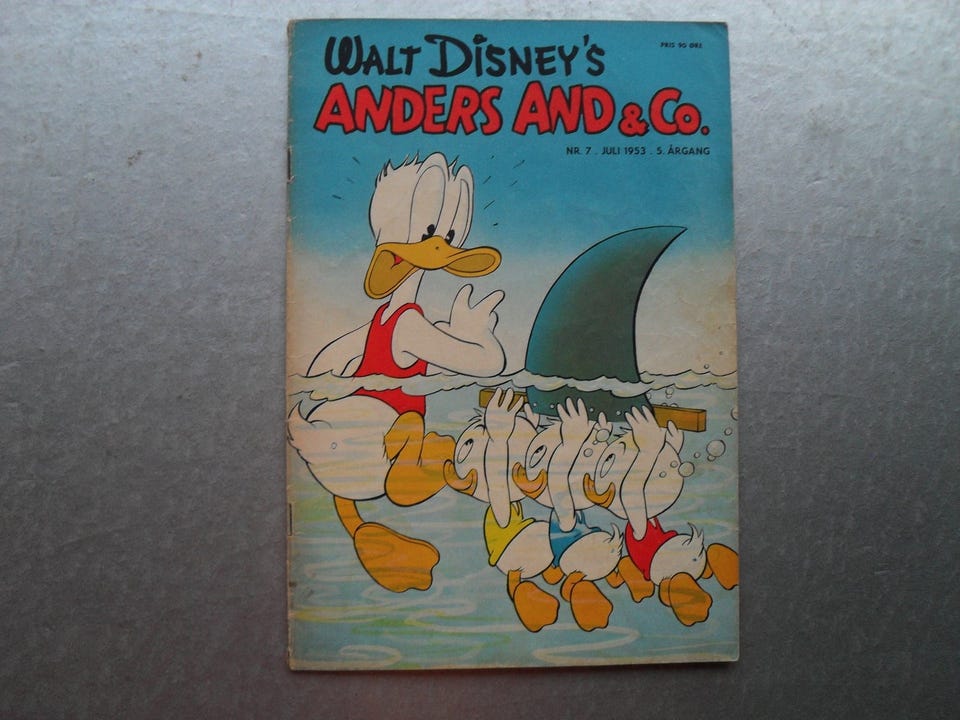 PRIS 90 ØRE
WALT DISNEY'S
ANDERS AND & CO.
NR. 7 . JULI 1953 . 5. ÅRGANG